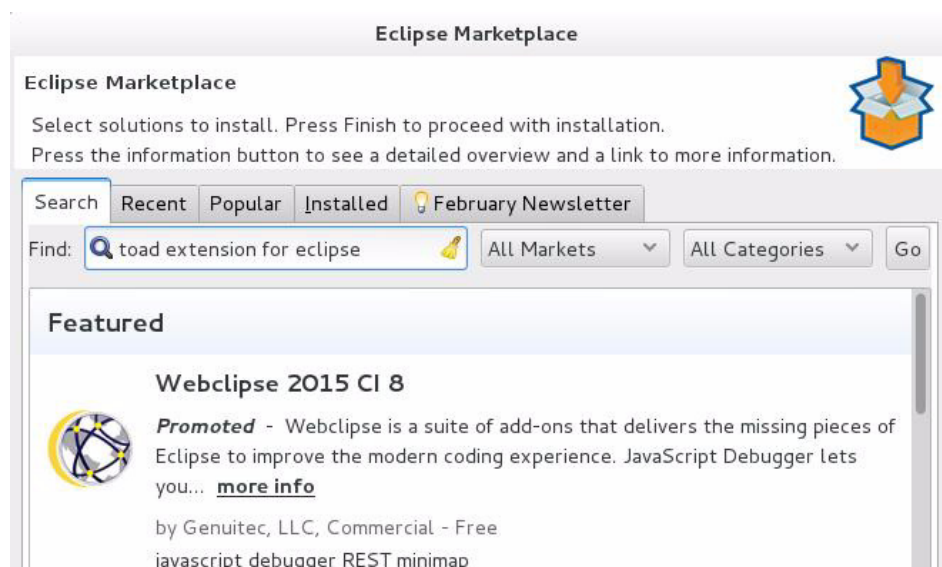 Eclipse Marketplace
Eclipse Marketplace
Select solutions to install. Press Finish to proceed with installation.
Press the information button to see a detailed overview and a link to more information.
Search Recent Popular Installed February Newsletter
Find: toad extension for eclipse All Markets All Categories Go
Featured
Webclipse 2015 CI 8
Promoted - Webclipse is a suite of add-ons that delivers the missing pieces of
Eclipse to improve the modern coding experience. JavaScript Debugger lets
you... more info
by Genuitec, LLC, Commercial - Free
javascript debugger REST minimap